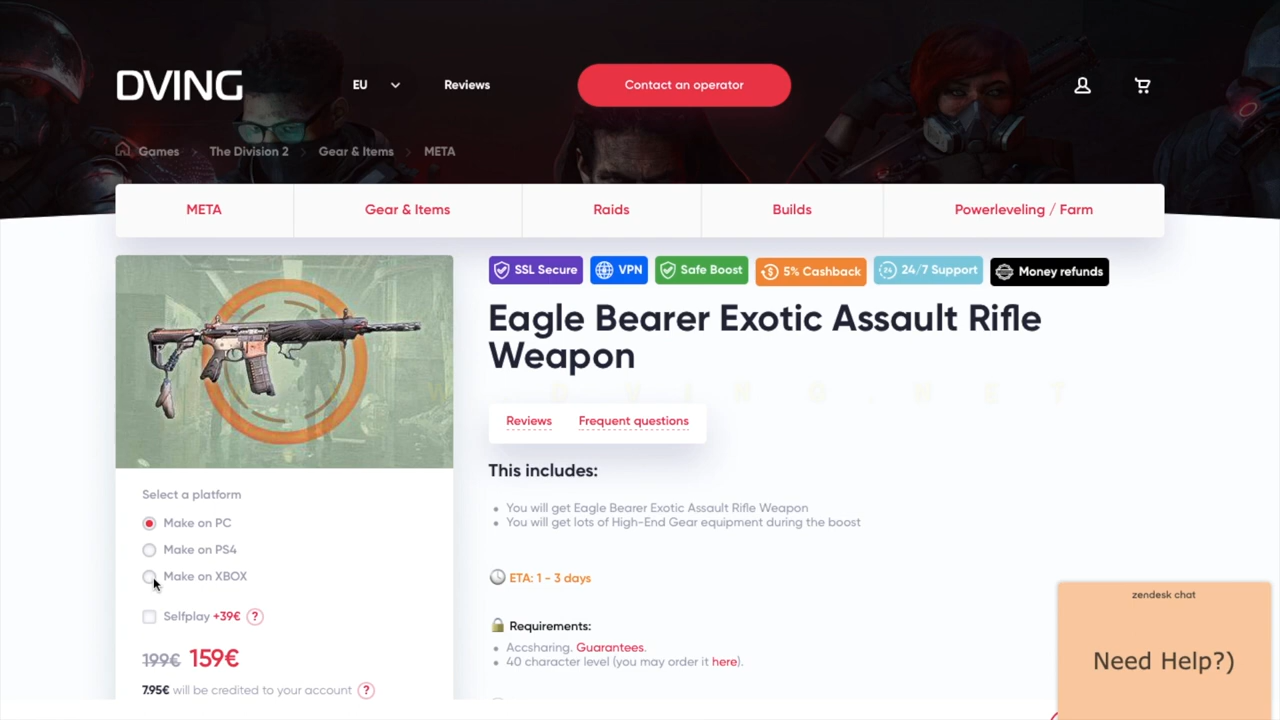 DVING
EU
Reviews
Contact an operator
Games
The Division 2
Gear & Items
META
META
Gear & Items
Raids
Builds
Powerleveling / Farm
SSL Secure
VPN
Safe Boost
5% Cashback
24/7 Support
Money refunds
Eagle Bearer Exotic Assault Rifle
Weapon
W . D V I N G . N E T
Reviews
Frequent questions
This includes:
• You will get Eagle Bearer Exotic Assault Rifle Weapon
• You will get lots of High-End Gear equipment during the boost
ETA: 1 - 3 days
Requirements:
• Accsharing. Guarantees.
• 40 character level (you may order it here).
Select a platform
Make on PC
Make on PS4
Make on XBOX
Selfplay +39€ ?
199€ 159€
7.95€ will be credited to your account ?
zendesk chat
Need Help?)